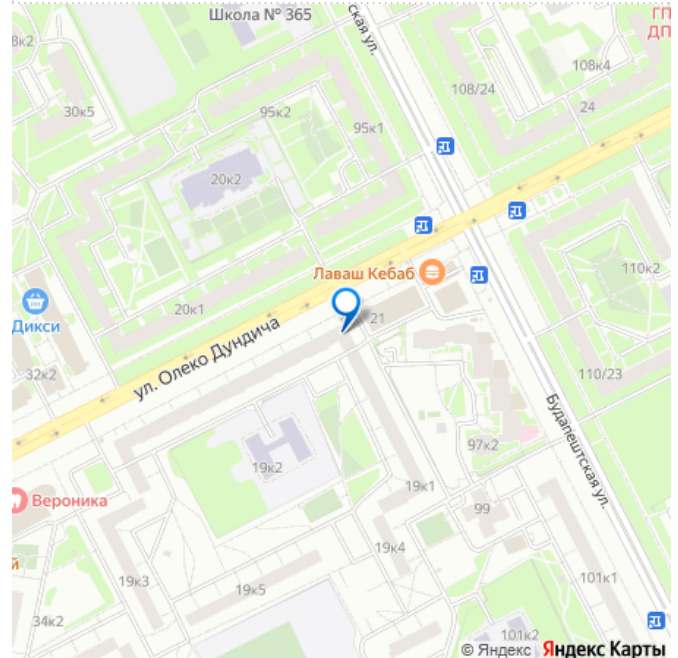 Школа № 365
ская ул.
ГП
ДП
8к2
108к4
30к5
108/24
95к2
24
95к1
20к2
110к2
Лаваш Кебаб
20к1
21
Дикси
ул. Олеко Дундича
32к2
110/23
Будапештская ул.
97к2
19к2
19к1
Вероника
99
19к4
й
19к3
19к5
101к1
34к2
101к2
© Яндекс Яндекс Карты